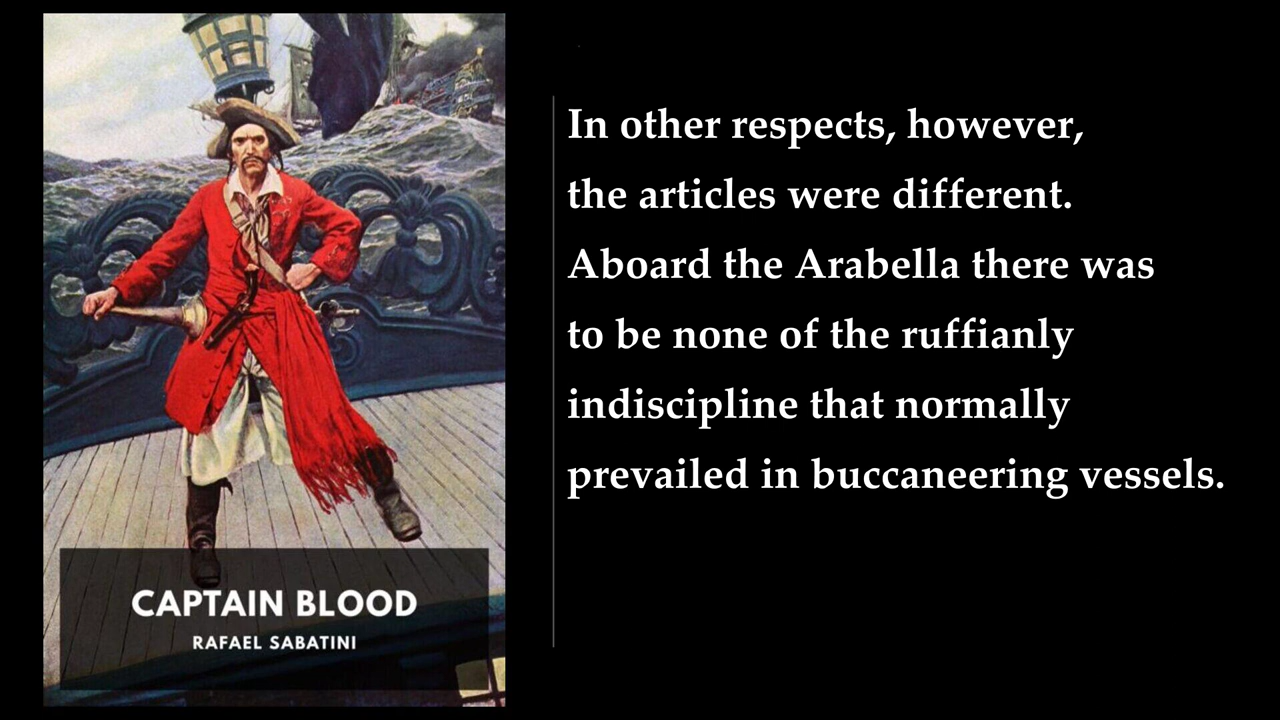 In other respects, however,
the articles were different.
Aboard the Arabella there was
to be none of the ruffianly
indiscipline that normally
prevailed in buccaneering vessels.
CAPTAIN BLOOD
RAFAEL SABATINI